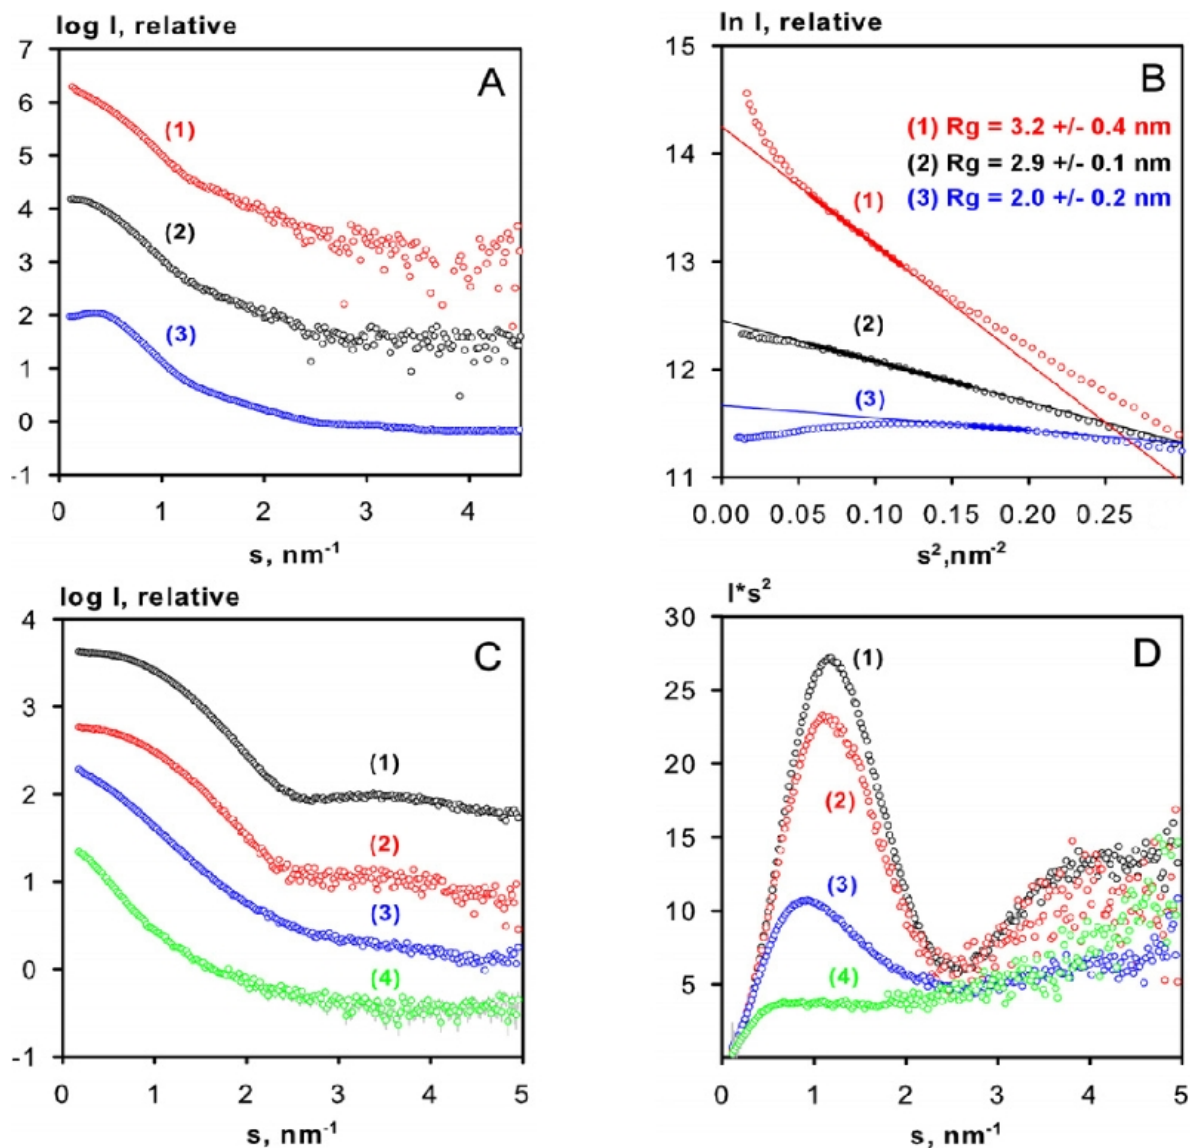 log I, relative
7
6
5
4
3
2
1
0
-1
A
(1)
(2)
(3)
0 1 2 3 4
s, nm-1
ln I, relative
15
14
13
12
11
B
(1) Rg = 3.2 +/- 0.4 nm
(2) Rg = 2.9 +/- 0.1 nm
(3) Rg = 2.0 +/- 0.2 nm
(1)
(2)
(3)
0.00 0.05 0.10 0.15 0.20 0.25
s²,nm-2
log I, relative
4
3
2
1
0
-1
C
(1)
(2)
(3)
(4)
0 1 2 3 4 5
s, nm-1
I*s²
30
25
20
15
10
5
D
(1)
(2)
(3)
(4)
0 1 2 3 4 5
s, nm-1